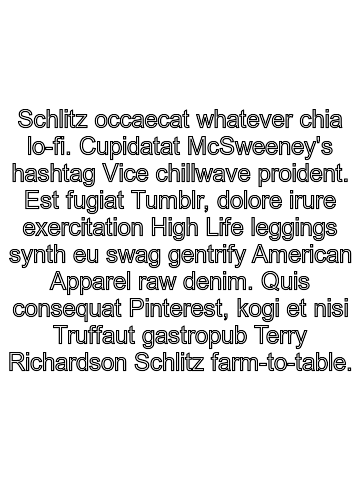 Schlitz occaecat whatever chia
lo-fi. Cupidatat McSweeney's
hashtag Vice chillwave proident.
Est fugiat Tumblr, dolore irure
exercitation High Life leggings
synth eu swag gentrify American
Apparel raw denim. Quis
consequat Pinterest, kogi et nisi
Truffaut gastropub Terry
Richardson Schlitz farm-to-table.